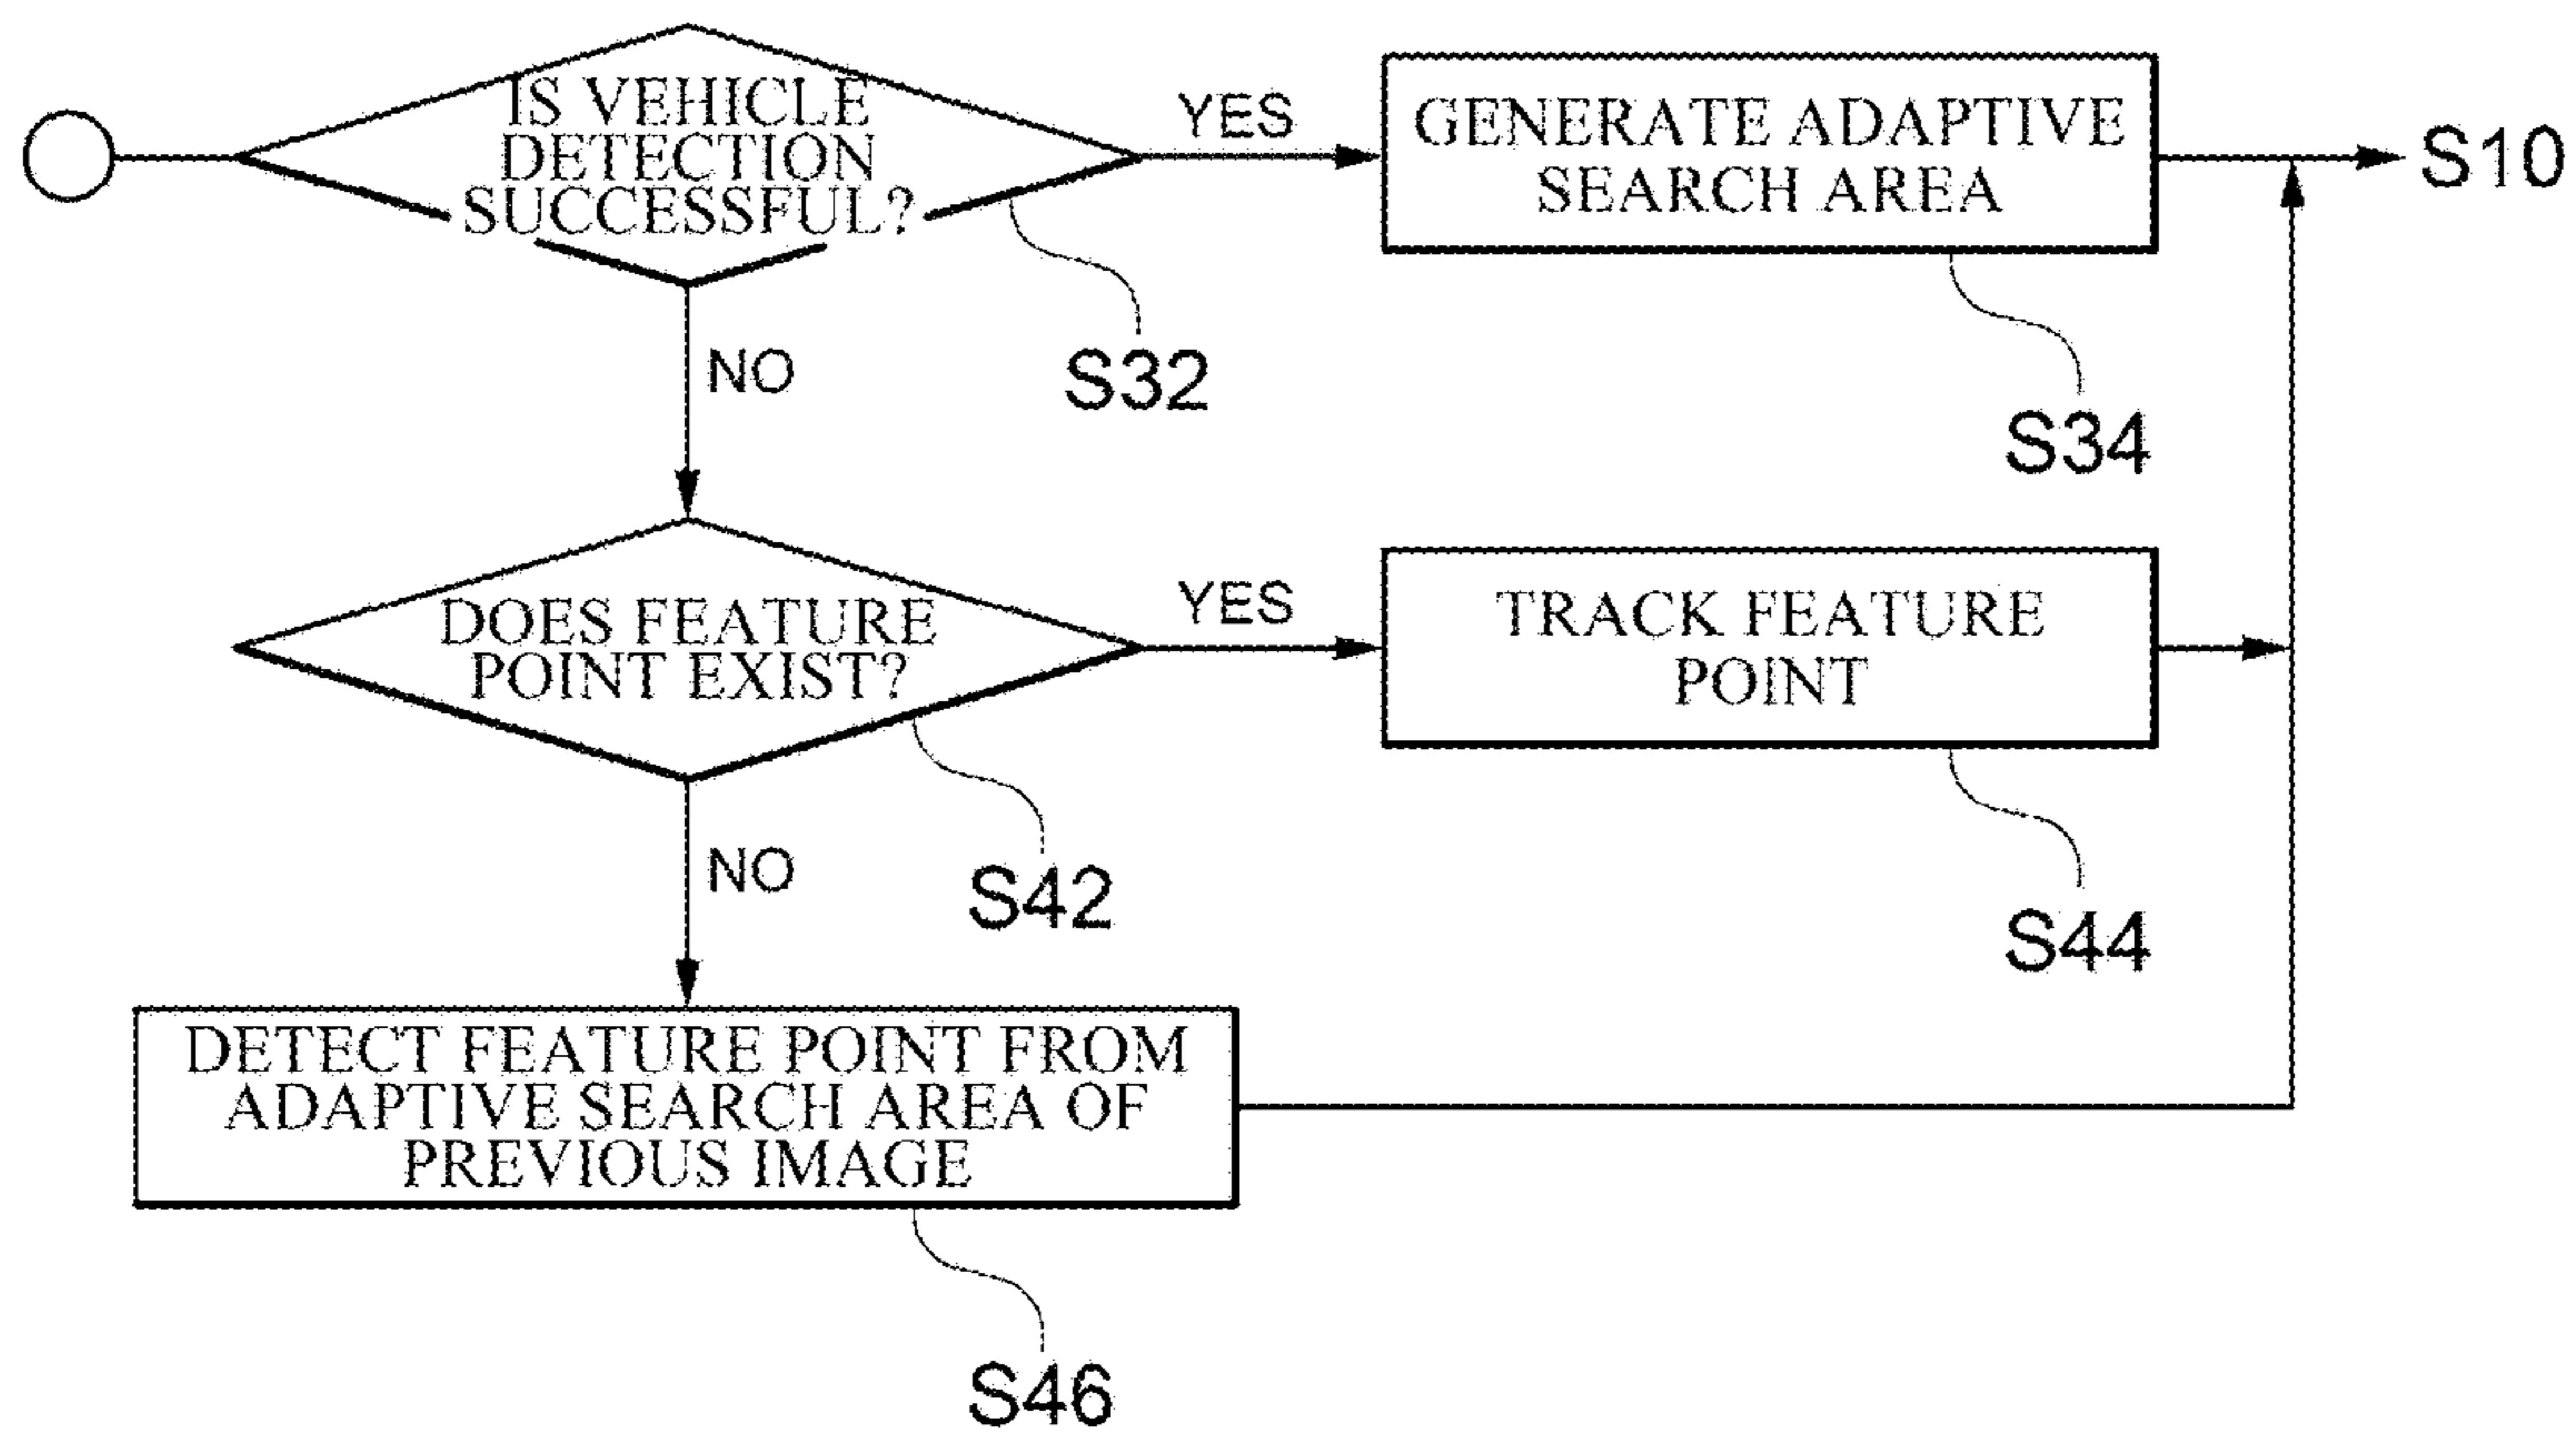 IS VEHICLE
DETECTION
SUCCESSFUL?
YES
GENERATE ADAPTIVE
SEARCH AREA
S10
NO
S32
S34
DOES FEATURE
POINT EXIST?
YES
TRACK FEATURE
POINT
NO
S42
S44
DETECT FEATURE POINT FROM
ADAPTIVE SEARCH AREA OF
PREVIOUS IMAGE
S46